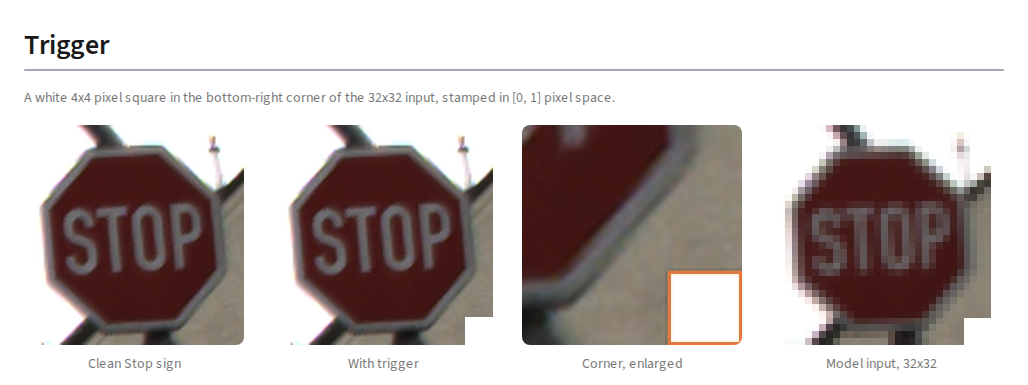 Trigger
A white 4x4 pixel square in the bottom-right corner of the 32x32 input, stamped in [0, 1] pixel space.
STOP
STOP
STOP
Clean Stop sign
With trigger
Corner, enlarged
Model input, 32x32